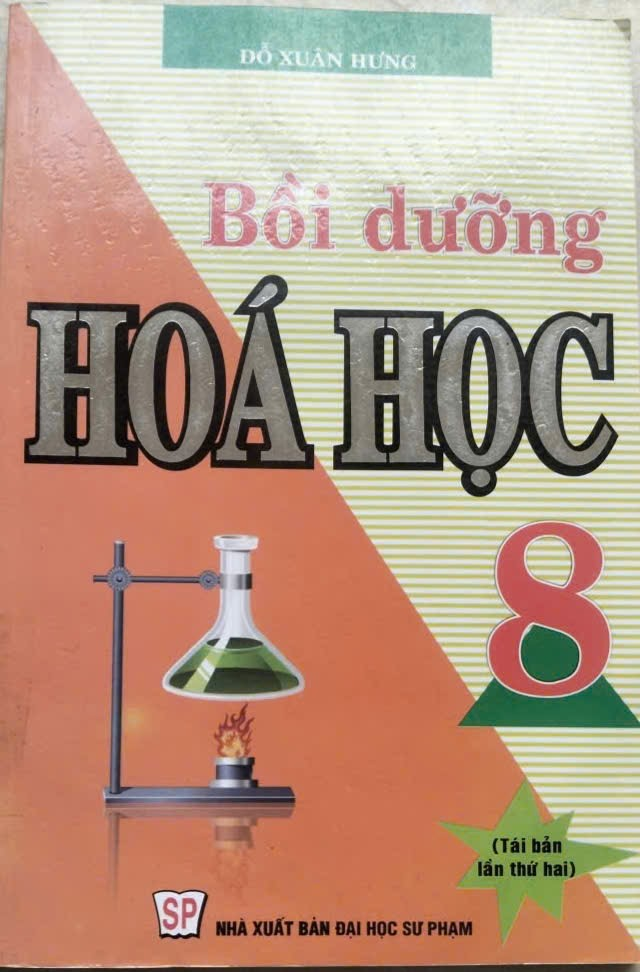 ĐỖ XUÂN HƯNG
Bồi dưỡng
HOÁ HỌC
8
(Tái bản
lần thứ hai)
SP
NHÀ XUẤT BẢN ĐẠI HỌC SƯ PHẠM